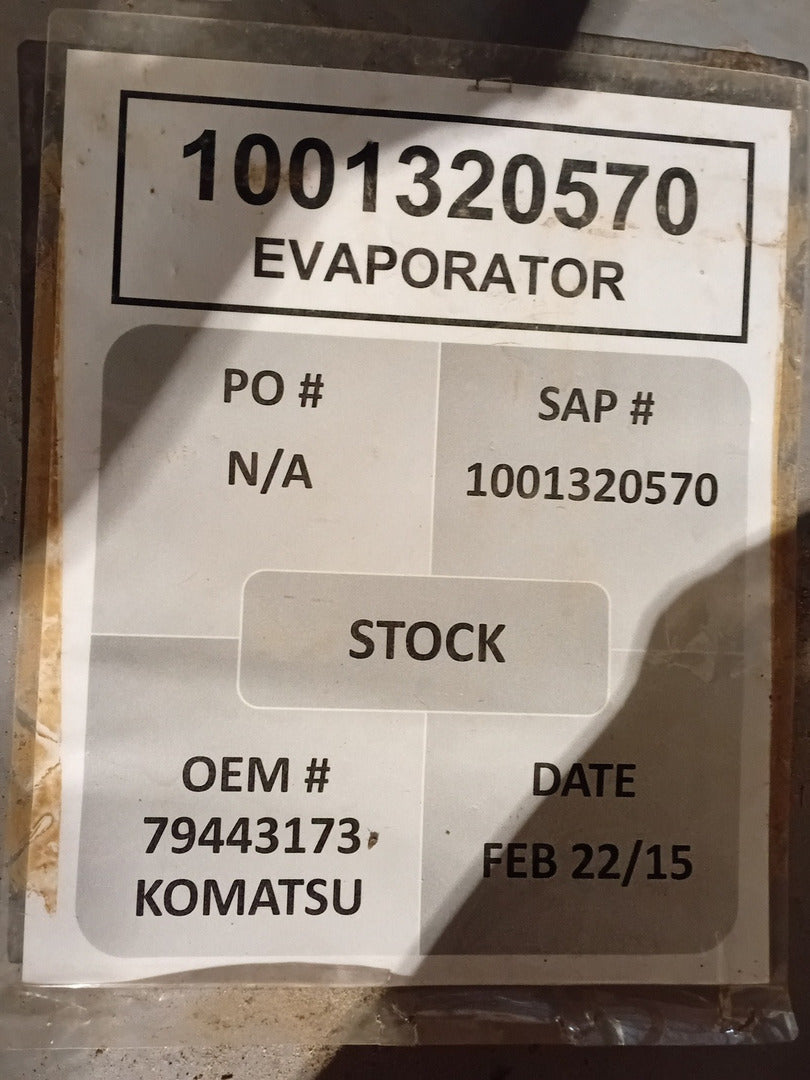 1001320570
EVAPORATOR
PO #
N/A
SAP #
1001320570
STOCK
OEM #
79443173
KOMATSU
DATE
FEB 22/15